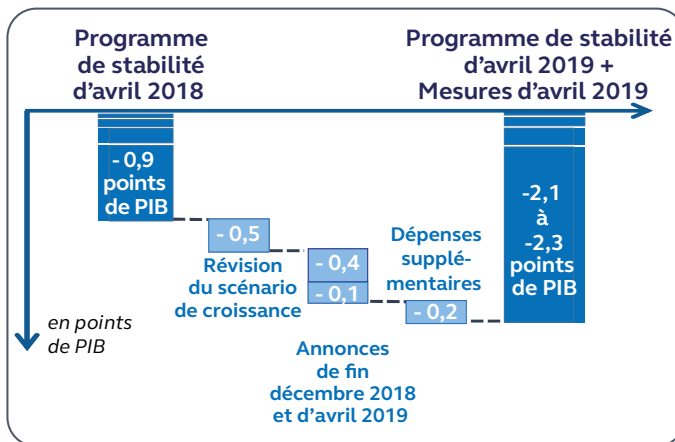 Programme
de stabilité
d’avril 2018
Programme de stabilité
d’avril 2019 +
Mesures d’avril 2019
- 0,9
points
de PIB
- 0,5
Révision
du scénario
de croissance
- 0,4
- 0,1
Annonces
de fin
décembre 2018
et d’avril 2019
Dépenses
supplé-
mentaires
- 0,2
-2,1
à
-2,3
points
de PIB
en points
de PIB